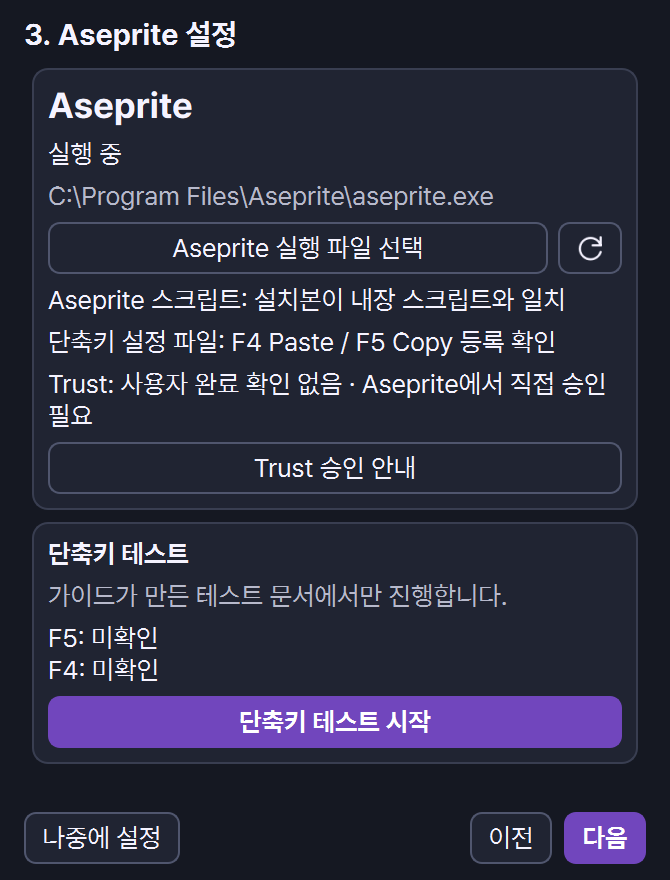 3. Aseprite 설정
Aseprite
실행 중
C:\Program Files\Aseprite\aseprite.exe
Aseprite 실행 파일 선택
Aseprite 스크립트: 설치본이 내장 스크립트와 일치
단축키 설정 파일: F4 Paste / F5 Copy 등록 확인
Trust: 사용자 완료 확인 없음 · Aseprite에서 직접 승인
필요
Trust 승인 안내
단축키 테스트
가이드가 만든 테스트 문서에서만 진행합니다.
F5: 미확인
F4: 미확인
단축키 테스트 시작
나중에 설정
이전
다음